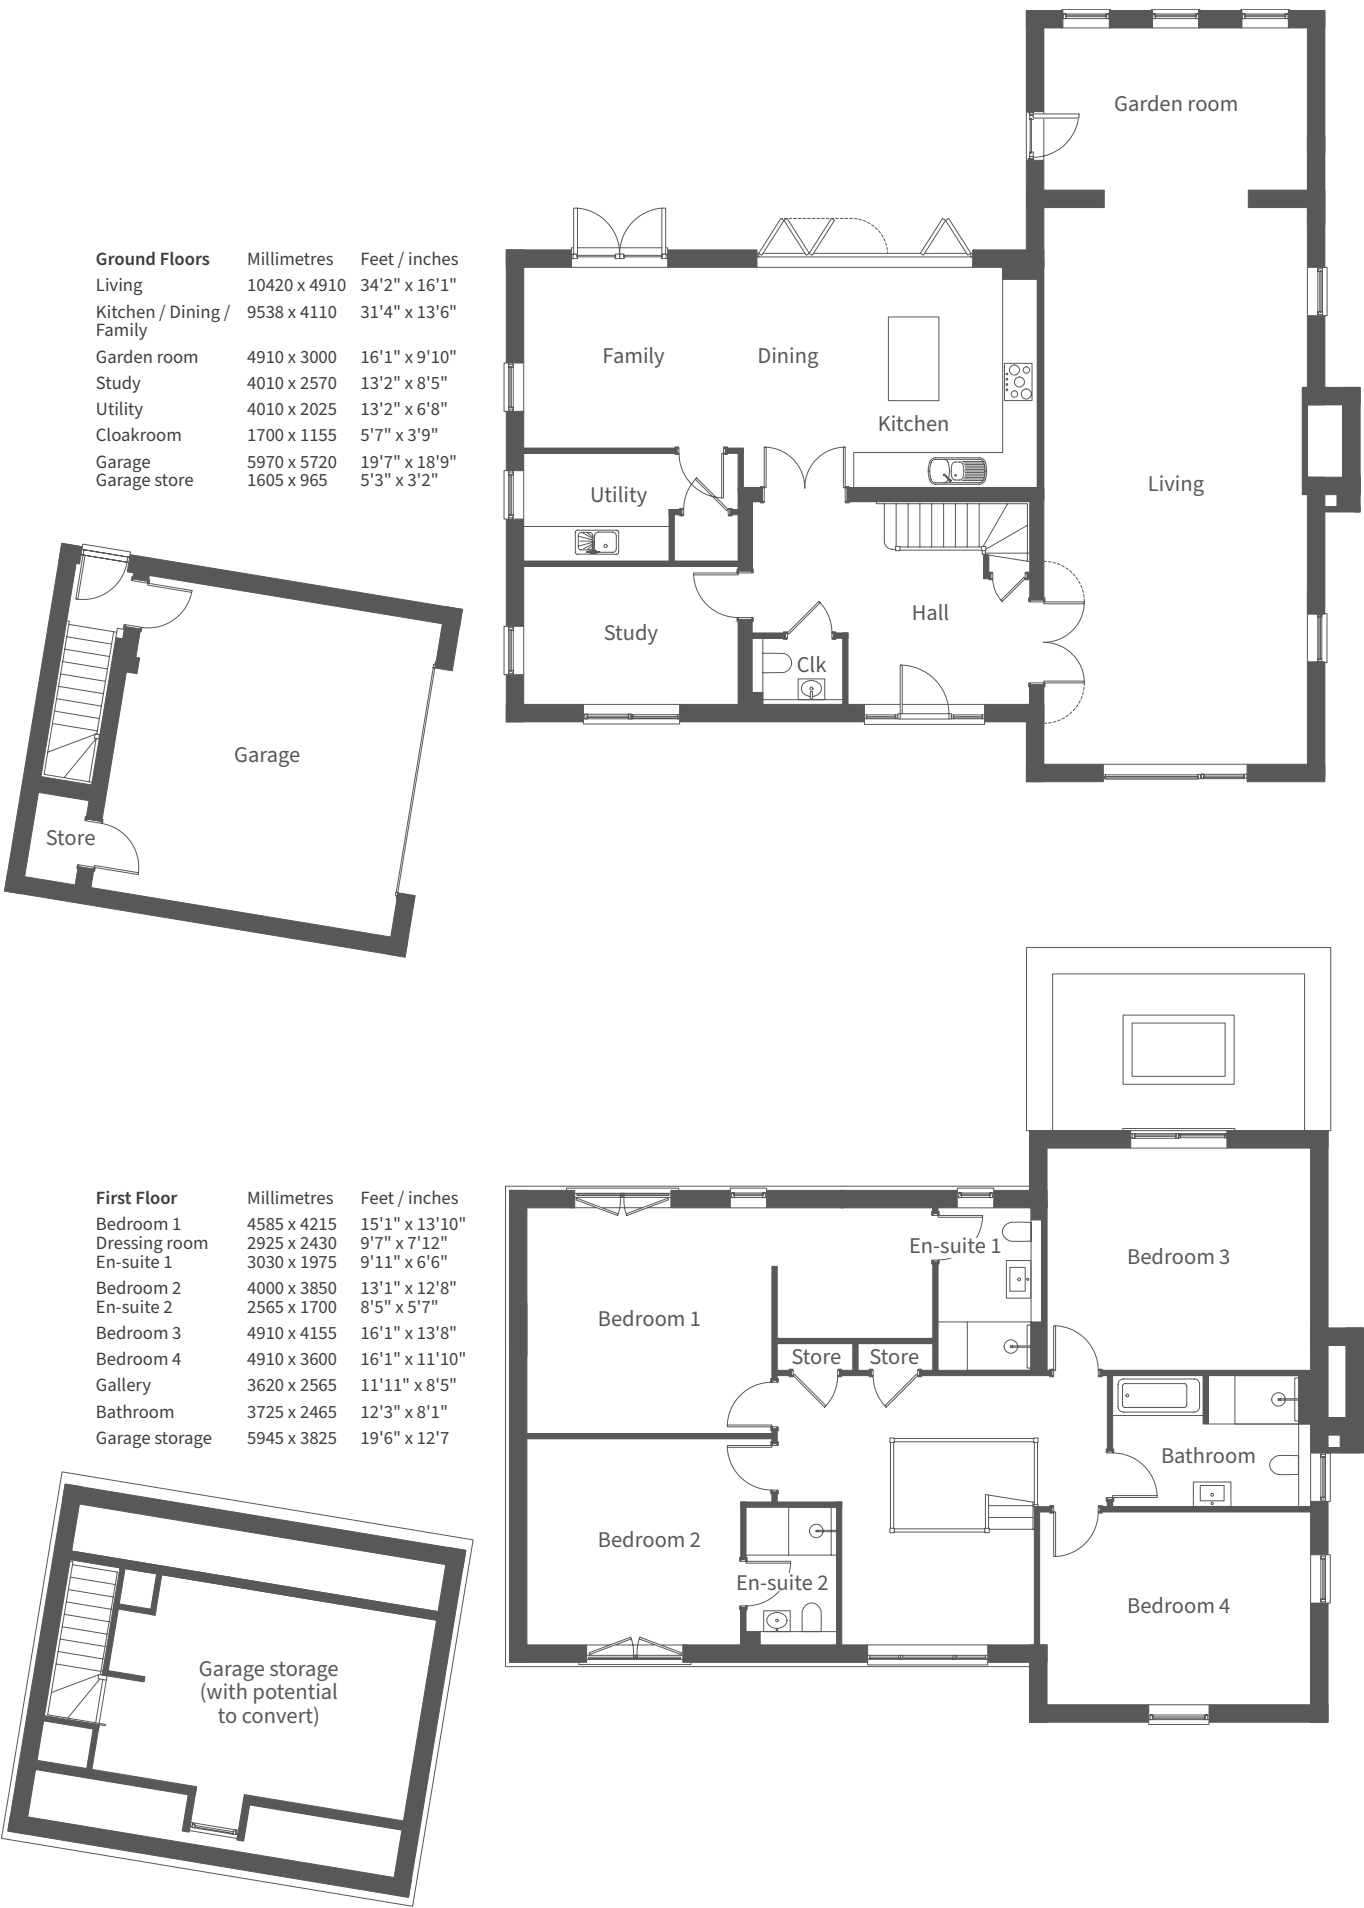 Garden room
Ground Floors Millimetres Feet / inches
Living 10420 x 4910 34'2" x 16'1"
Kitchen / Dining / 9538 x 4110 31'4" x 13'6"
Family
Garden room 4910 x 3000 16'1" x 9'10"
Study 4010 x 2570 13'2" x 8'5"
Utility 4010 x 2025 13'2" x 6'8"
Cloakroom 1700 x 1155 5'7" x 3'9"
Garage 5970 x 5720 19'7" x 18'9"
Garage store 1605 x 965 5'3" x 3'2"
Family
Dining
Kitchen
Living
Utility
Hall
Study
Clk
Garage
Store
First Floor Millimetres Feet / inches
Bedroom 1 4585 x 4215 15'1" x 13'10"
Dressing room 2925 x 2430 9'7" x 7'12"
En-suite 1 3030 x 1975 9'11" x 6'6"
Bedroom 2 4000 x 3850 13'1" x 12'8"
En-suite 2 2565 x 1700 8'5" x 5'7"
Bedroom 3 4910 x 4155 16'1" x 13'8"
Bedroom 4 4910 x 3600 16'1" x 11'10"
Gallery 3620 x 2565 11'11" x 8'5"
Bathroom 3725 x 2465 12'3" x 8'1"
Garage storage 5945 x 3825 19'6" x 12'7
En-suite 1
Bedroom 3
Bedroom 1
Store
Store
Bathroom
Bedroom 2
En-suite 2
Bedroom 4
Garage storage
(with potential
to convert)